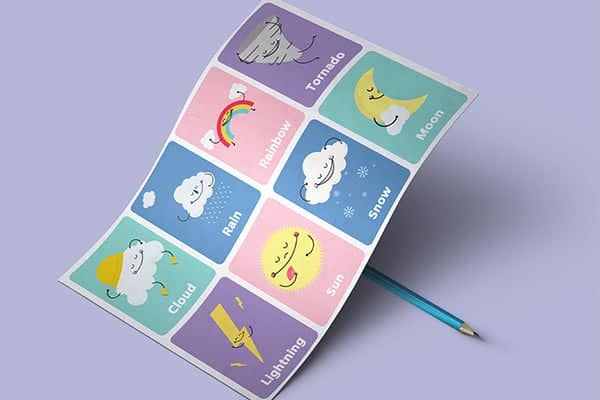 Tornado
Moon
Rainbow
Snow
Rain
Sun
Cloud
Lightning